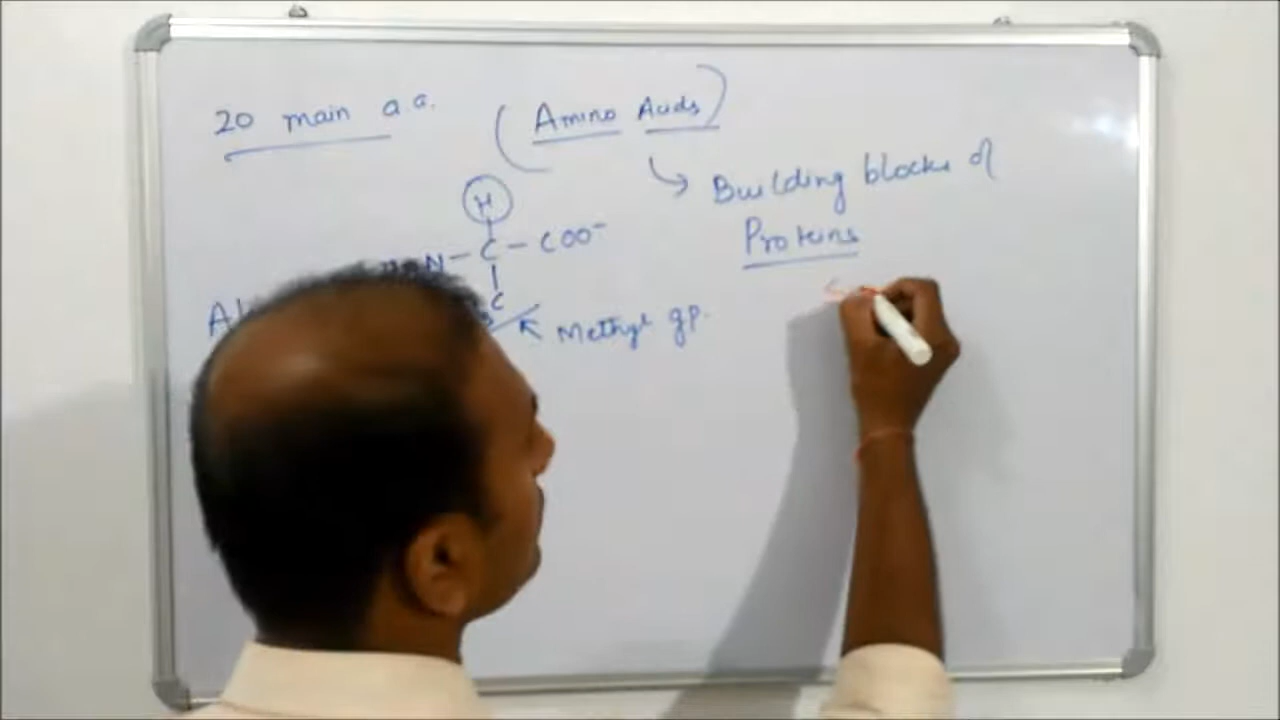 20 main a.a. (Amino Acids)
Building blocks of
Proteins
H
N - C - COO⁻
C
Methyl gp.